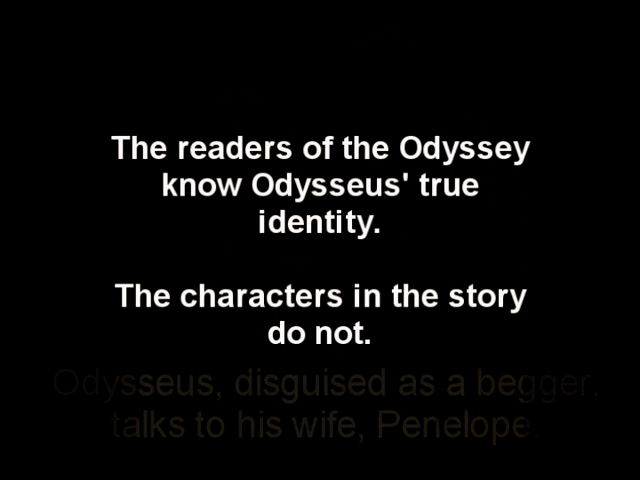 The readers of the Odyssey
know Odysseus' true
identity.
The characters in the story
do not.
Odysseus, disguised as a begger,
talks to his wife, Penelope.